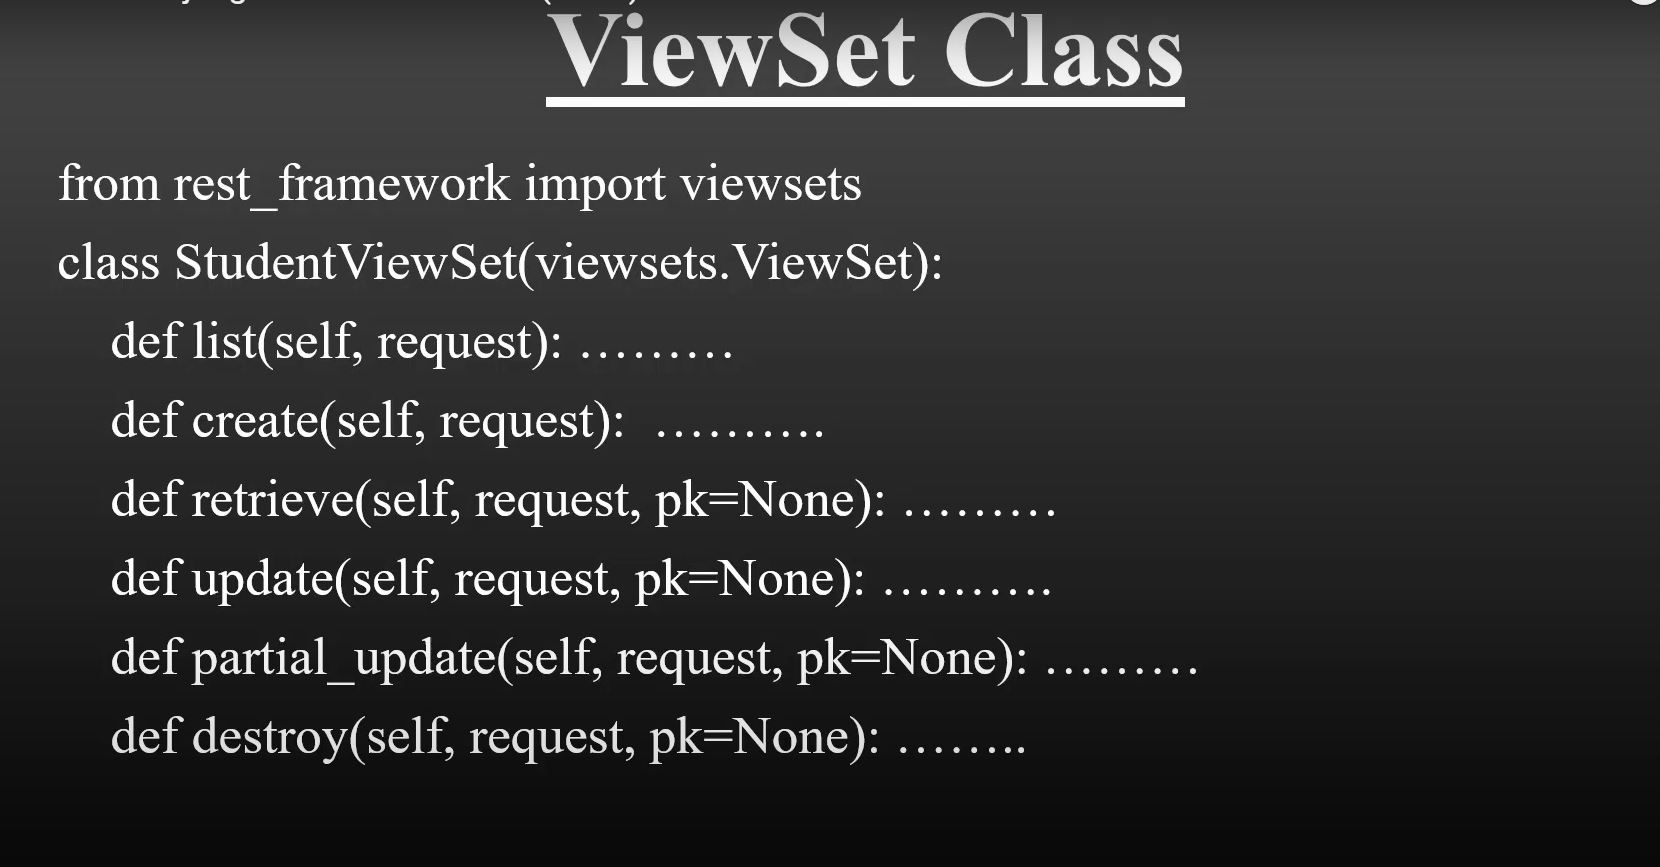 ViewSet Class
from rest_framework import viewsets
class StudentViewSet(viewsets.ViewSet):
def list(self, request): ………
def create(self, request):  ……….
def retrieve(self, request, pk=None): ………
def update(self, request, pk=None): ……….
def partial_update(self, request, pk=None): ………
def destroy(self, request, pk=None): ……..